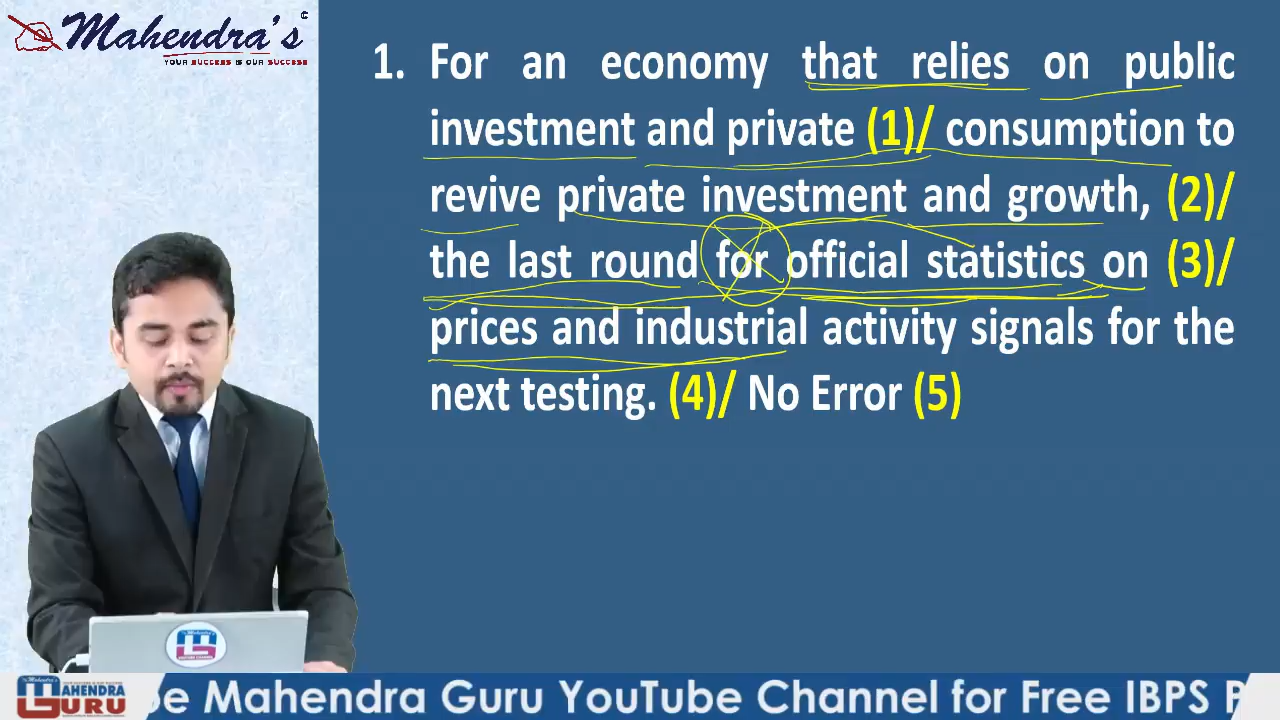 Mahendra's
YOUR SUCCESS IS OUR SUCCESS
1. For an economy that relies on public
investment and private (1)/ consumption to
revive private investment and growth, (2)/
the last round for official statistics on (3)/
prices and industrial activity signals for the
next testing. (4)/ No Error (5)
MAHENDRA
GURU
be Mahendra Guru YouTube Channel for Free IBPS P